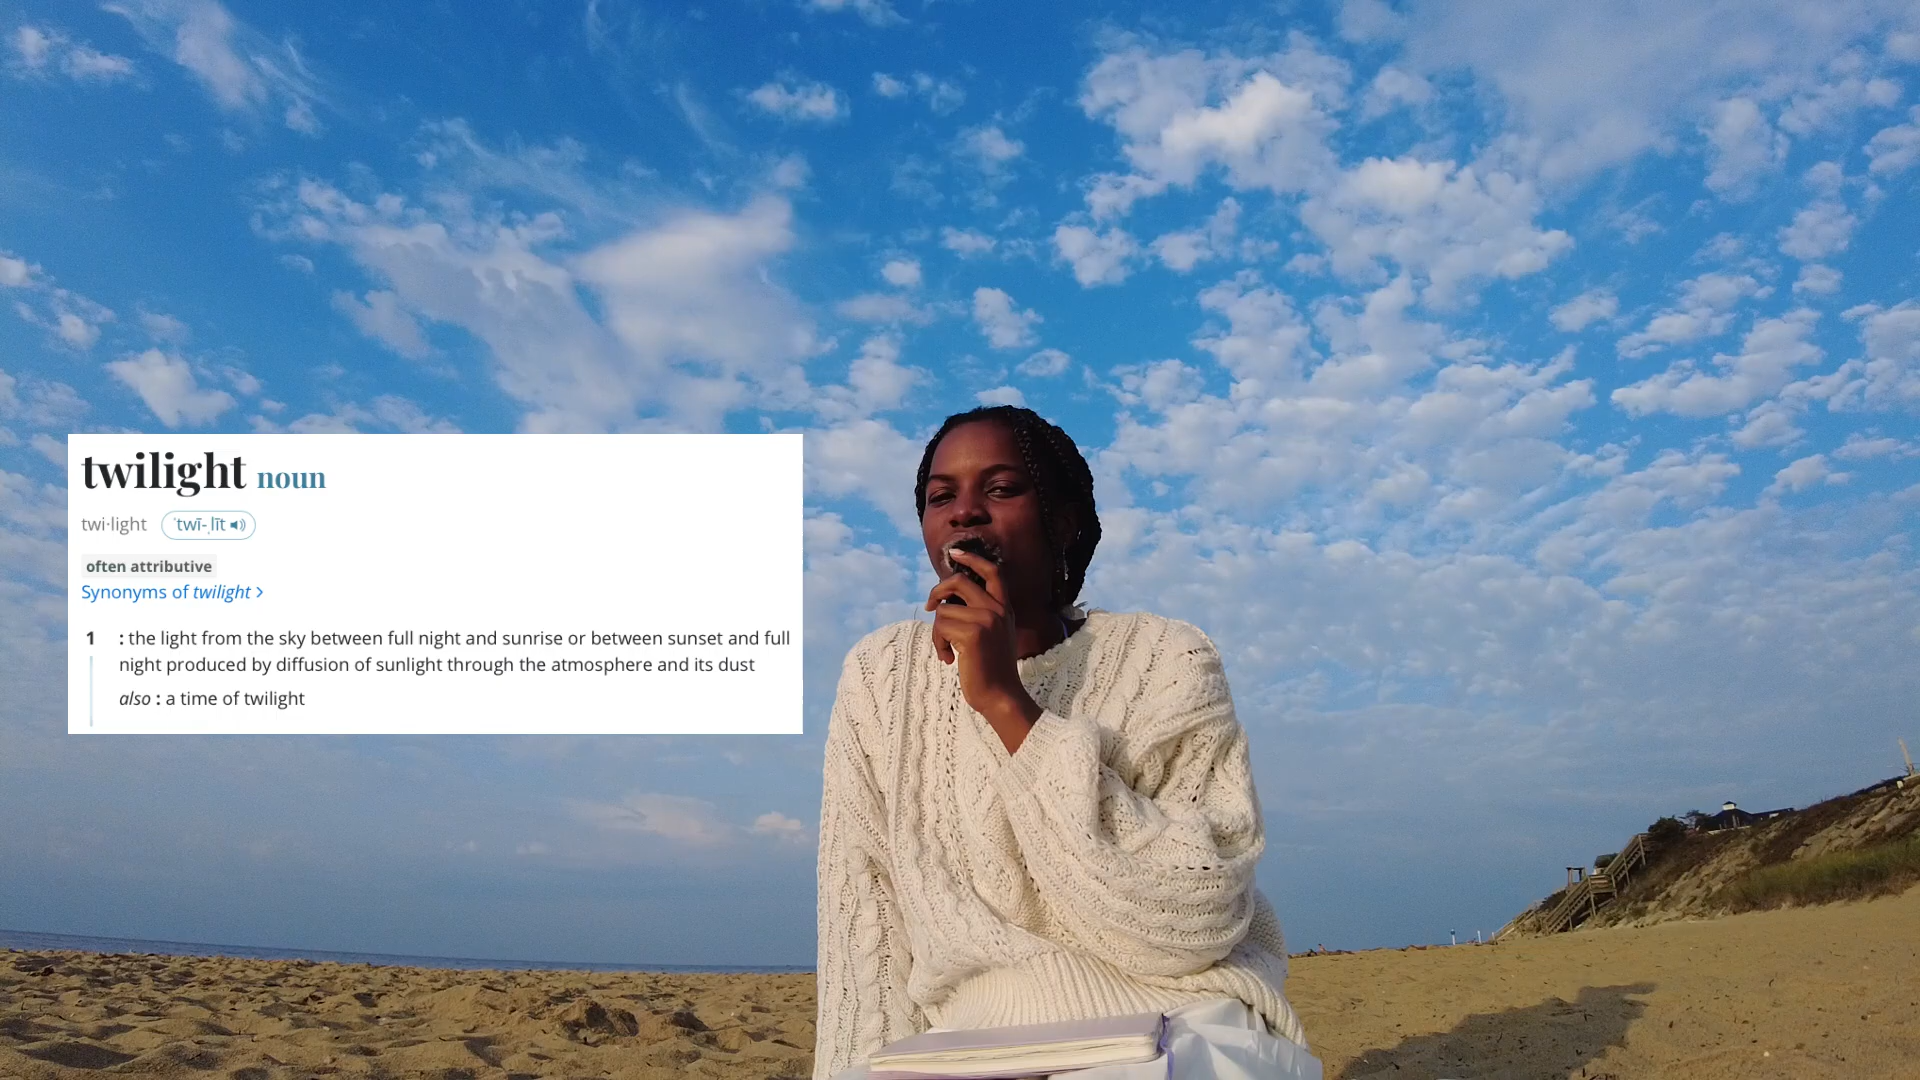 twilight noun
twi·light ˈtwī-ˌlīt
often attributive
Synonyms of twilight >
1 : the light from the sky between full night and sunrise or between sunset and full
night produced by diffusion of sunlight through the atmosphere and its dust
also : a time of twilight